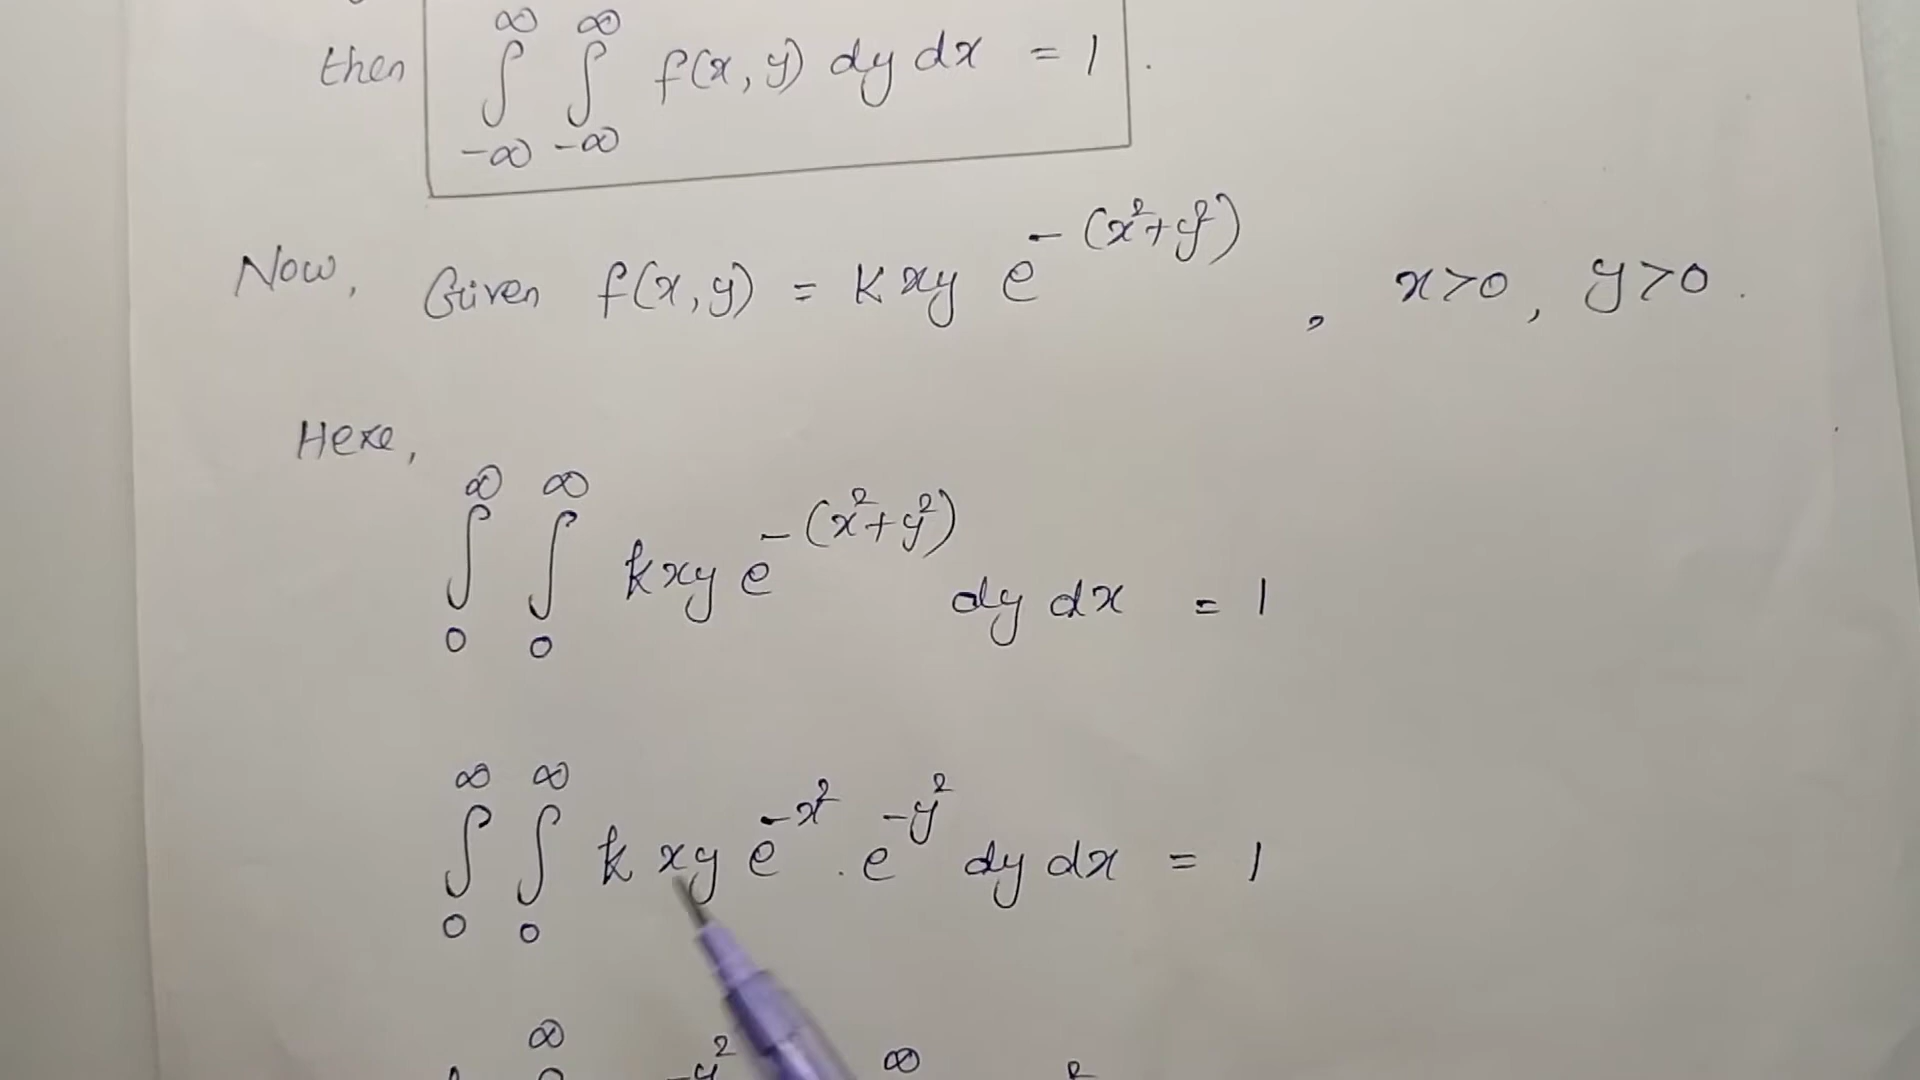 then ∫_{-∞}^{∞} ∫_{-∞}^{∞} f(x, y) dy dx = 1 .
Now, Given f(x, y) = k xy e^{-(x²+y²)} , x>0, y>0 .
Here,
∫_0^∞ ∫_0^∞ kxy e^{-(x²+y²)} dy dx = 1
∫_0^∞ ∫_0^∞ k xy e^{-x²} . e^{-y²} dy dx = 1